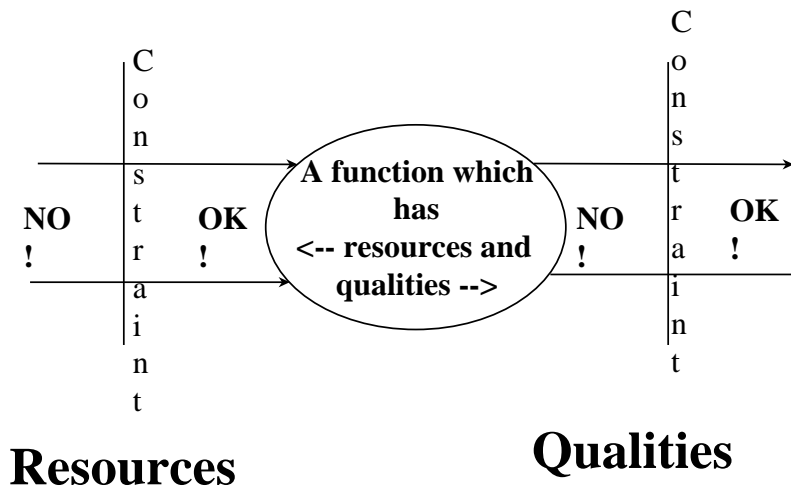 Constraint
NO
!
OK
!
A function which
has
<-- resources and
qualities -->
NO
!
Constraint
OK
!
Resources
Qualities